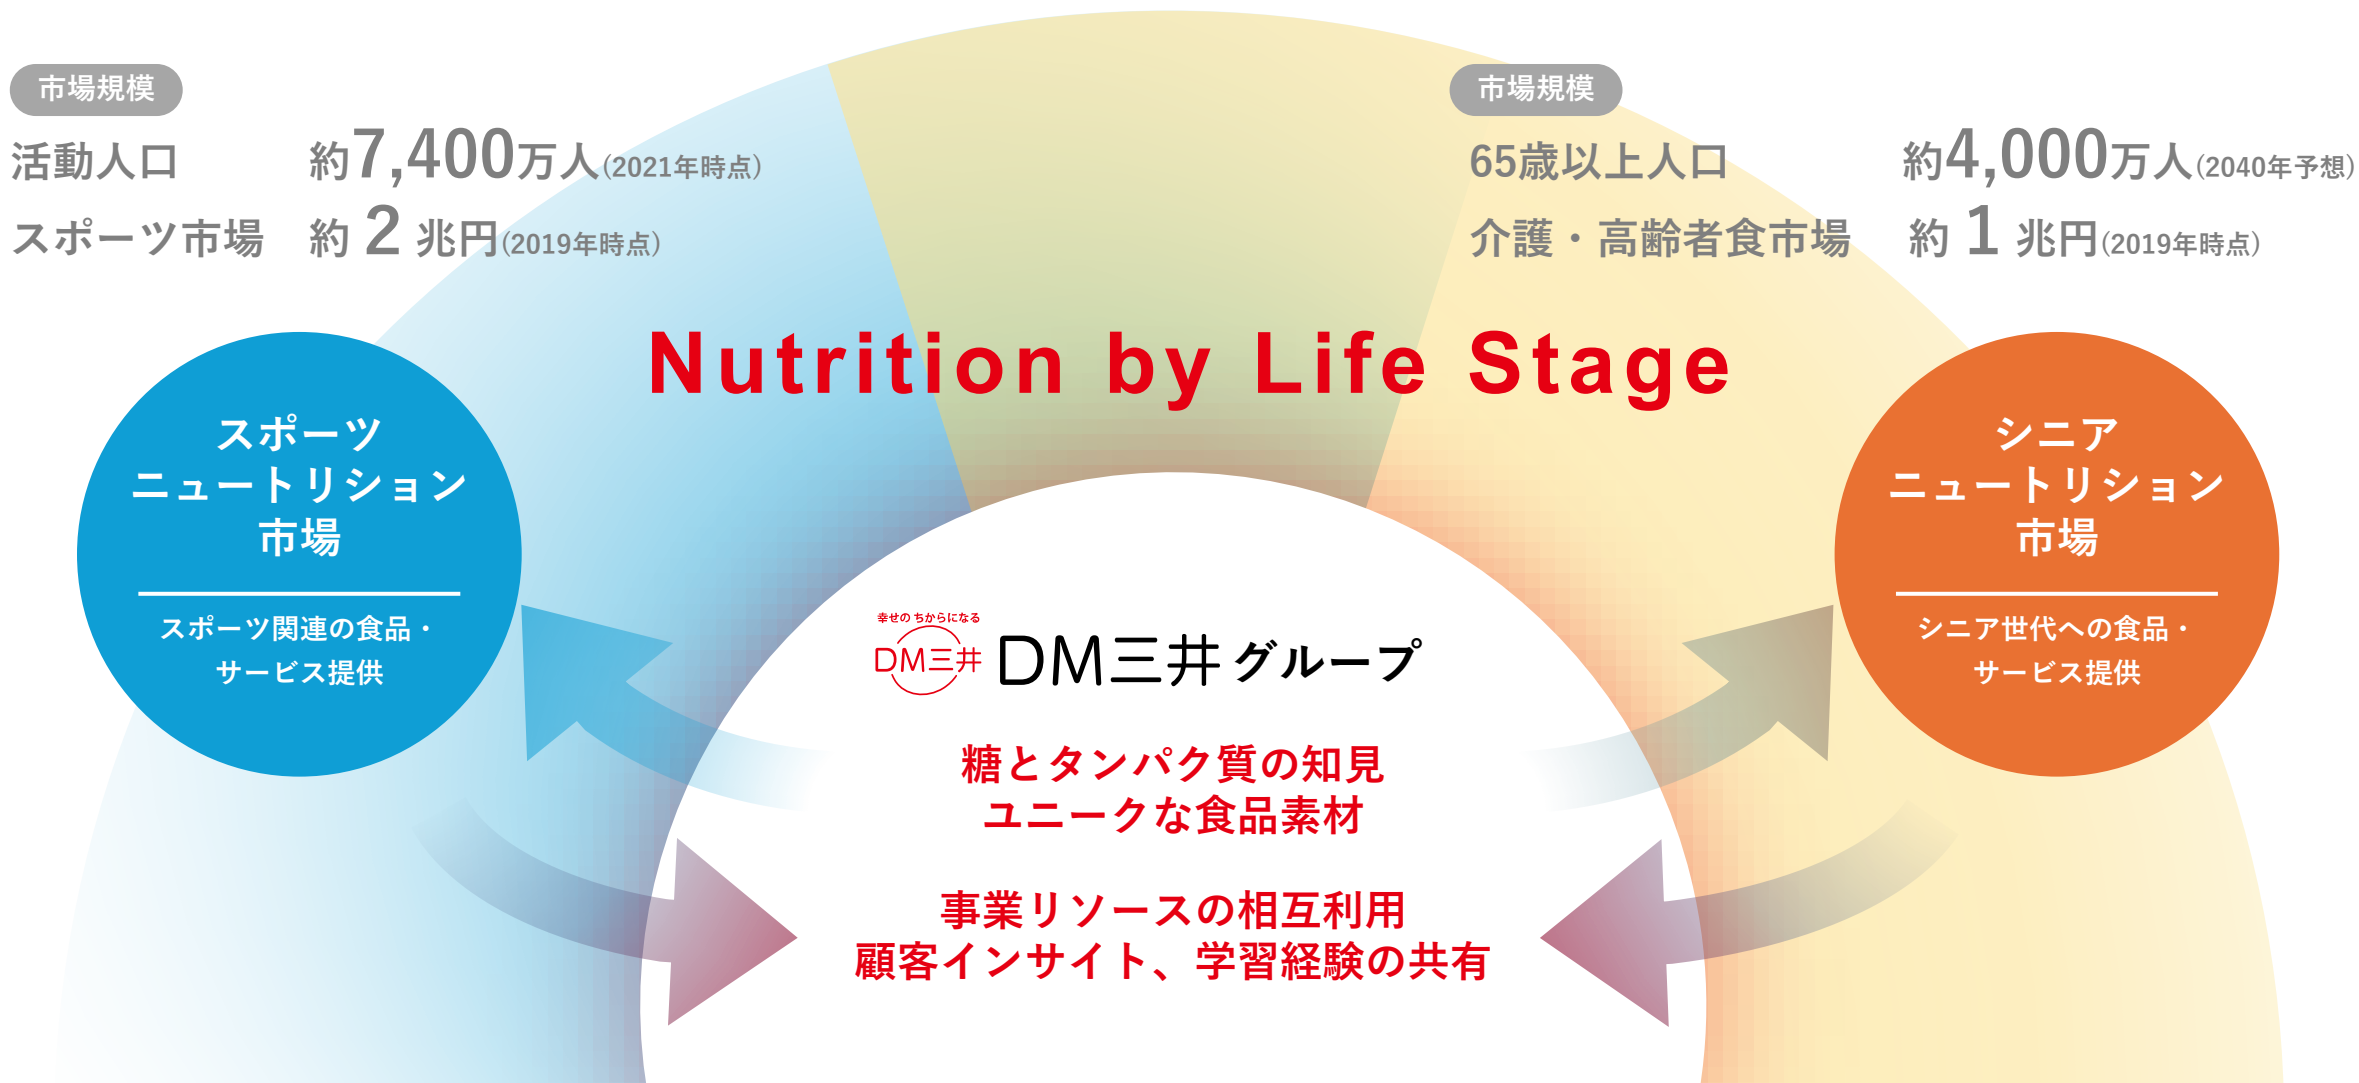 市場規模
活動人口 約7,400万人(2021年時点)
スポーツ市場 約 2 兆円(2019年時点)
市場規模
65歳以上人口 約4,000万人(2040年予想)
介護・高齢者食市場 約 1 兆円(2019年時点)
Nutrition by Life Stage
スポーツ
ニュートリション
市場
スポーツ関連の食品・
サービス提供
シニア
ニュートリション
市場
シニア世代への食品・
サービス提供
幸せの ちからになる
DM三井
DM三井グループ
糖とタンパク質の知見
ユニークな食品素材
事業リソースの相互利用
顧客インサイト、学習経験の共有